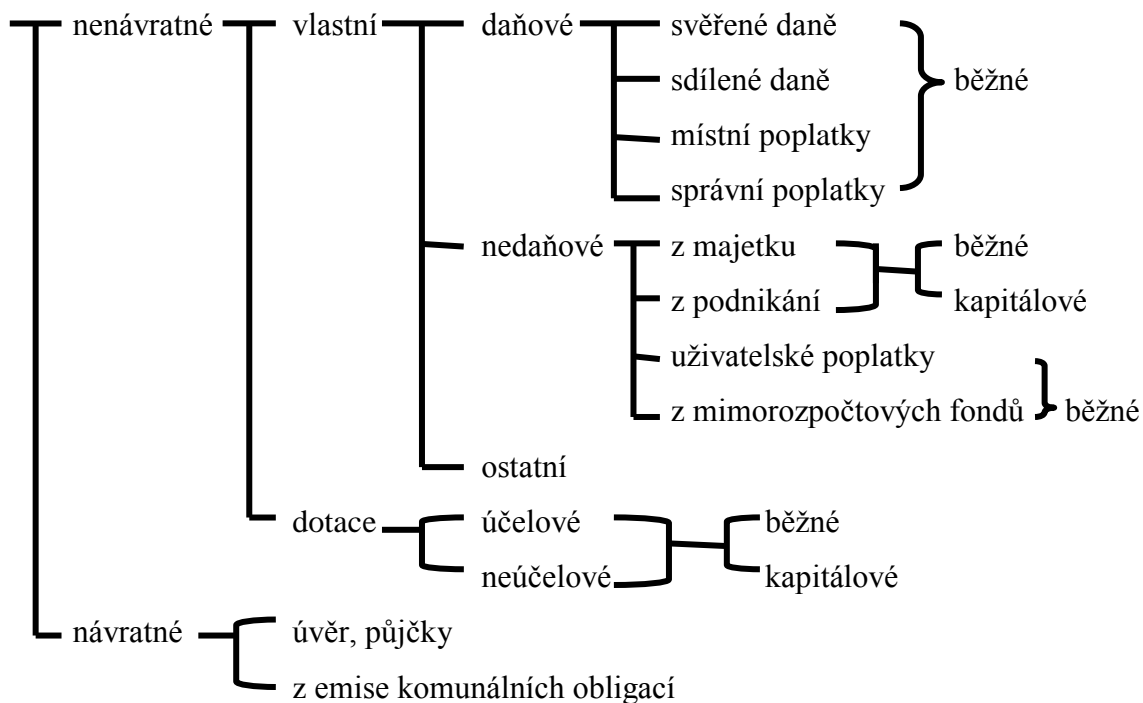 nenávratné vlastní daňové svěřené daně
sdílené daně běžné
místní poplatky
správní poplatky
nedaňové z majetku běžné
z podnikání kapitálové
uživatelské poplatky
z mimorozpočtových fondů běžné
ostatní
dotace účelové běžné
neúčelové kapitálové
návratné úvěr, půjčky
z emise komunálních obligací